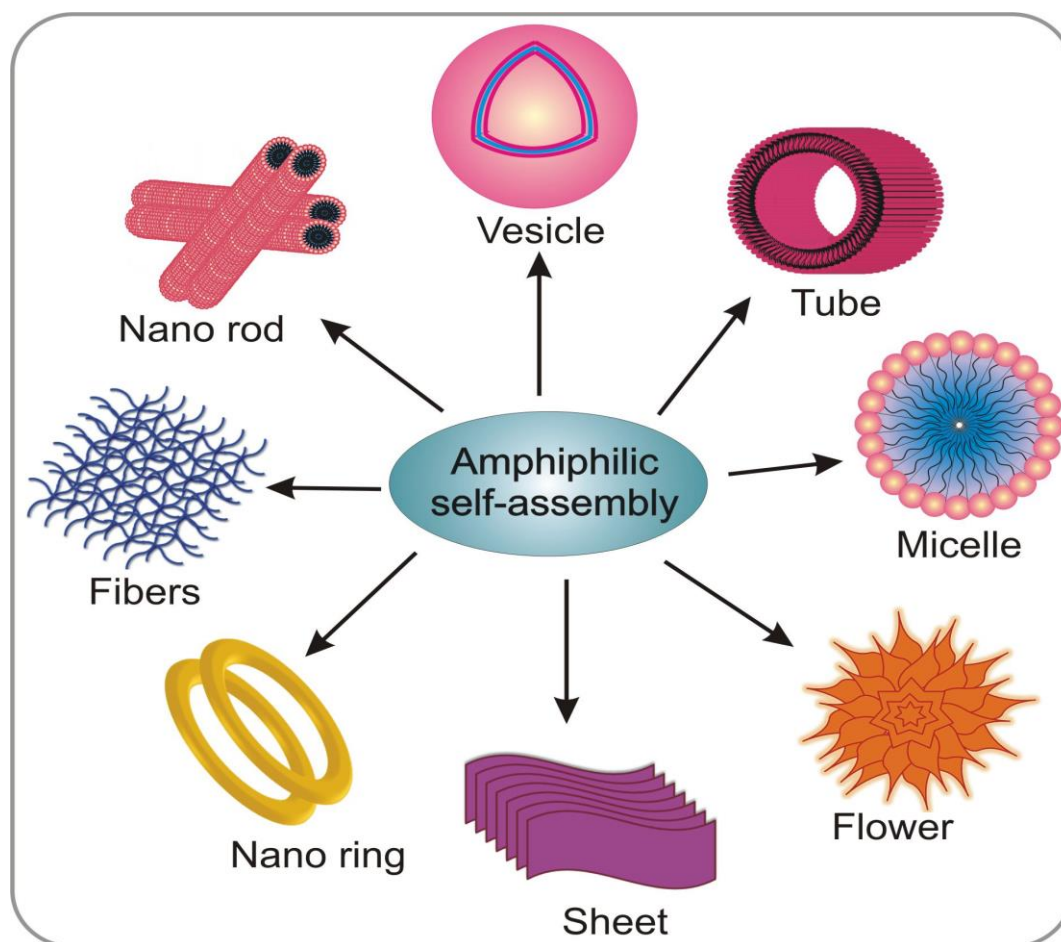 Vesicle
Nano rod
Tube
Amphiphilic
self-assembly
Micelle
Fibers
Nano ring
Flower
Sheet